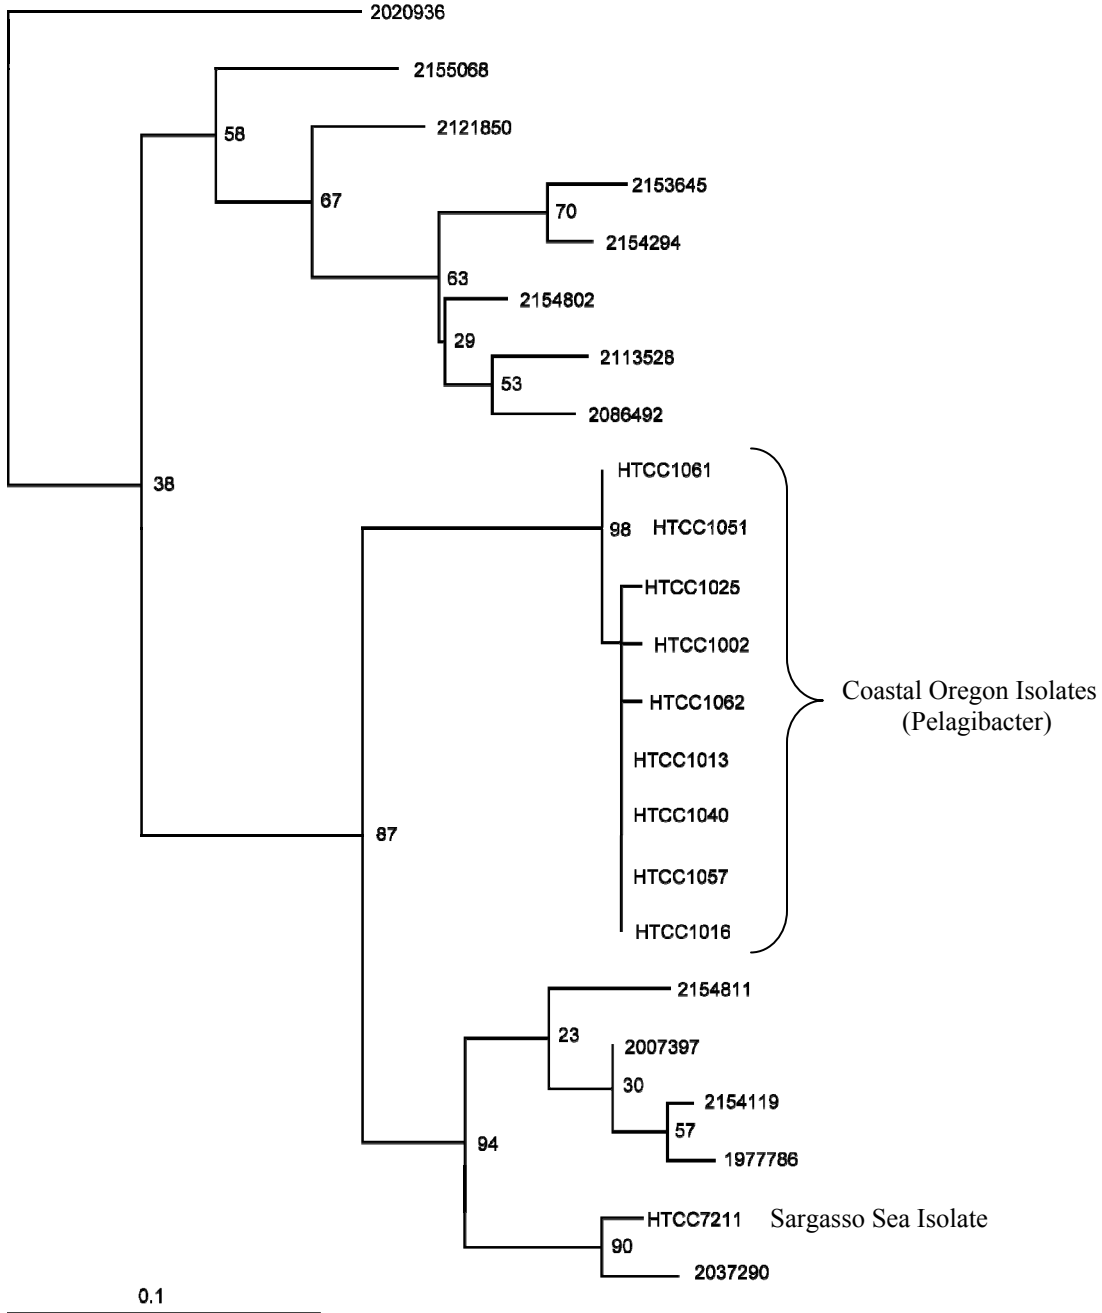 2020936
2155068
58
2121850
67
2153645
70
2154294
63
2154802
29
2113528
53
2086492
38
HTCC1061
98 HTCC1051
HTCC1025
HTCC1002
HTCC1062
Coastal Oregon Isolates
(Pelagibacter)
HTCC1013
HTCC1040
87
HTCC1057
HTCC1016
2154811
23
2007397
30
2154119
57
94
1977786
HTCC7211 Sargasso Sea Isolate
90
2037290
0.1